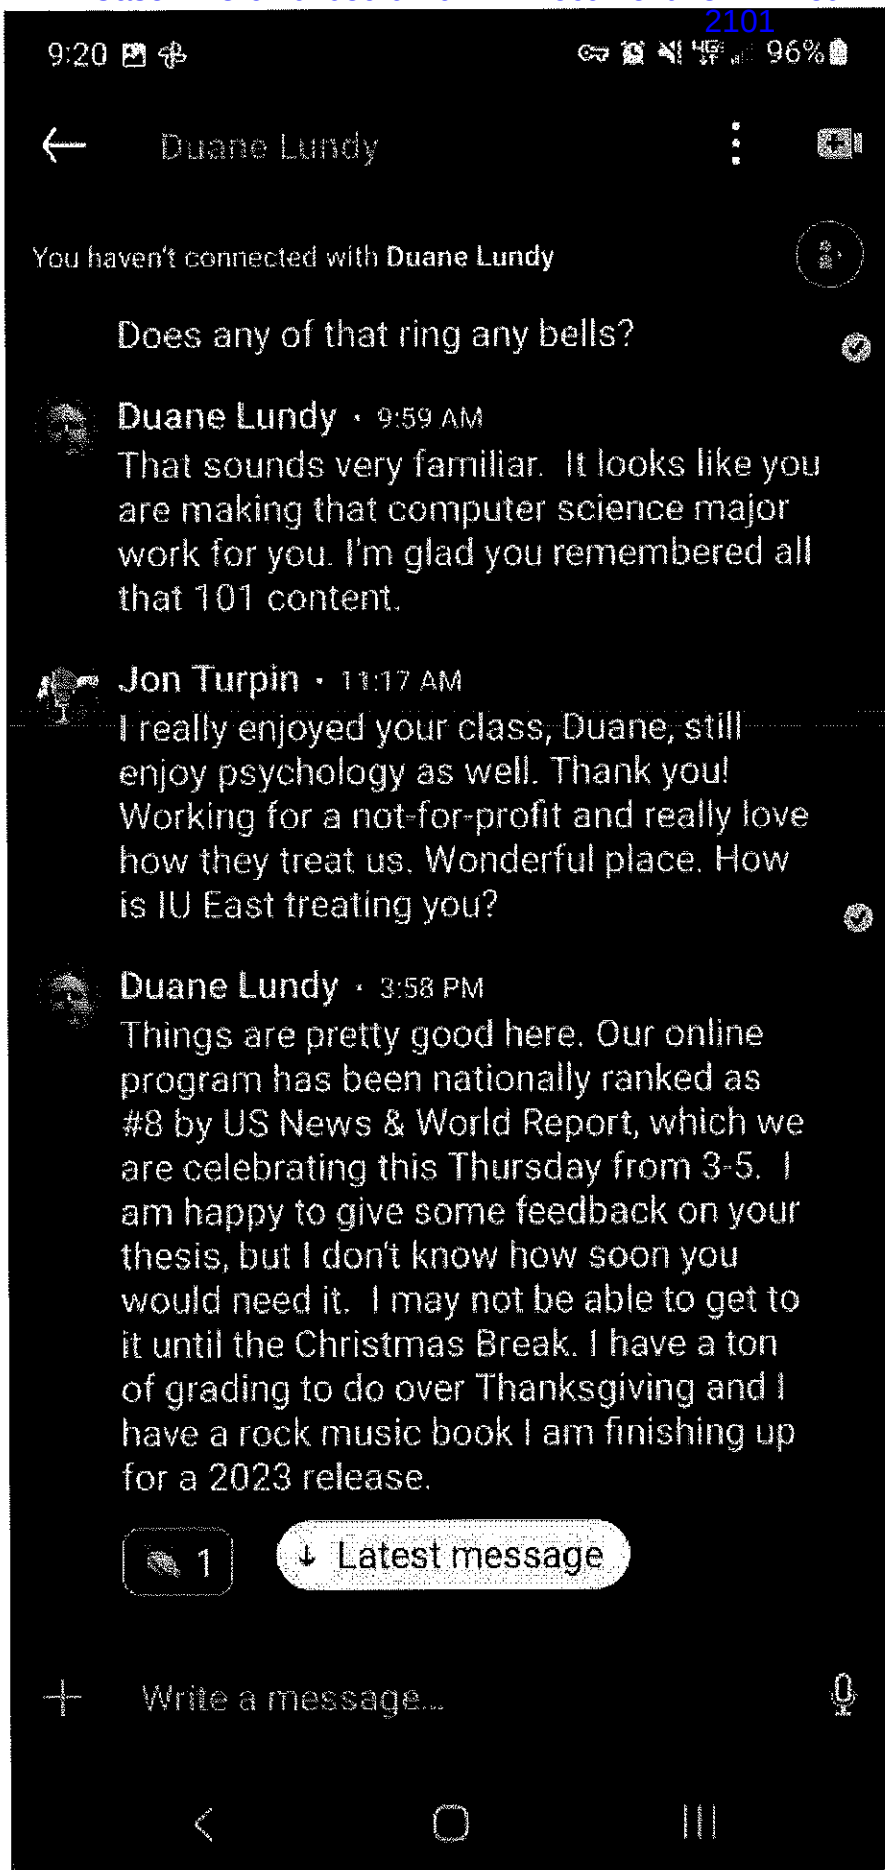 2101
9:20
96%
Duane Lundy
You haven't connected with Duane Lundy
Does any of that ring any bells?
Duane Lundy · 9:59 AM
That sounds very familiar.  It looks like you
are making that computer science major
work for you. I'm glad you remembered all
that 101 content.
Jon Turpin · 11:17 AM
I really enjoyed your class, Duane, still
enjoy psychology as well. Thank you!
Working for a not-for-profit and really love
how they treat us. Wonderful place. How
is IU East treating you?
Duane Lundy · 3:58 PM
Things are pretty good here. Our online
program has been nationally ranked as
#8 by US News & World Report, which we
are celebrating this Thursday from 3-5.  I
am happy to give some feedback on your
thesis, but I don't know how soon you
would need it.  I may not be able to get to
it until the Christmas Break. I have a ton
of grading to do over Thanksgiving and I
have a rock music book I am finishing up
for a 2023 release.
1
↓ Latest message
Write a message...